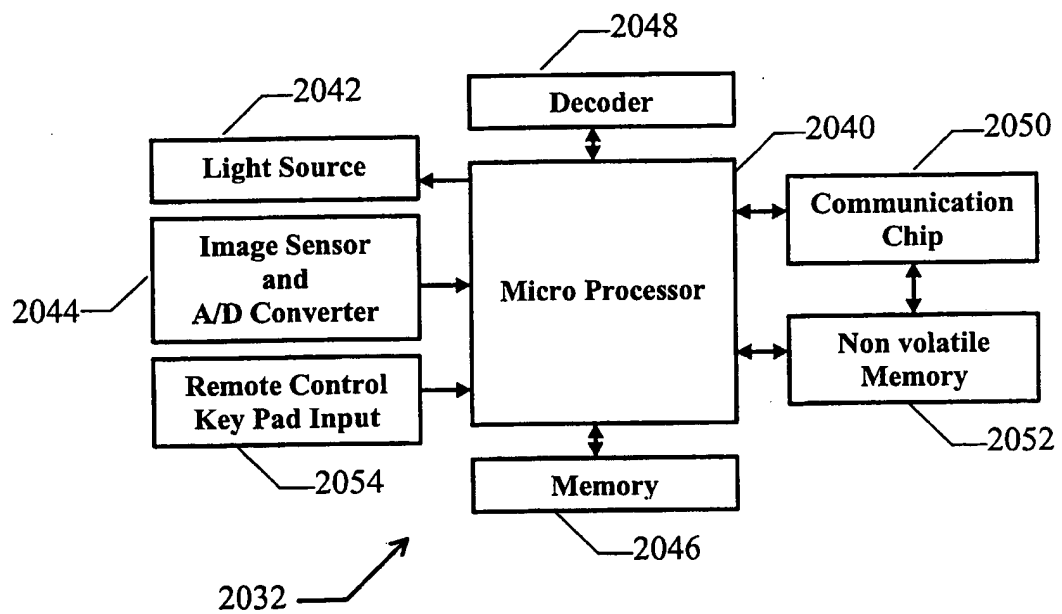 2048
Decoder
2042
Light Source
2040
2050
Communication
Chip
Image Sensor
and
A/D Converter
2044
Micro Processor
Non volatile
Memory
Remote Control
Key Pad Input
2052
2054
Memory
2046
2032